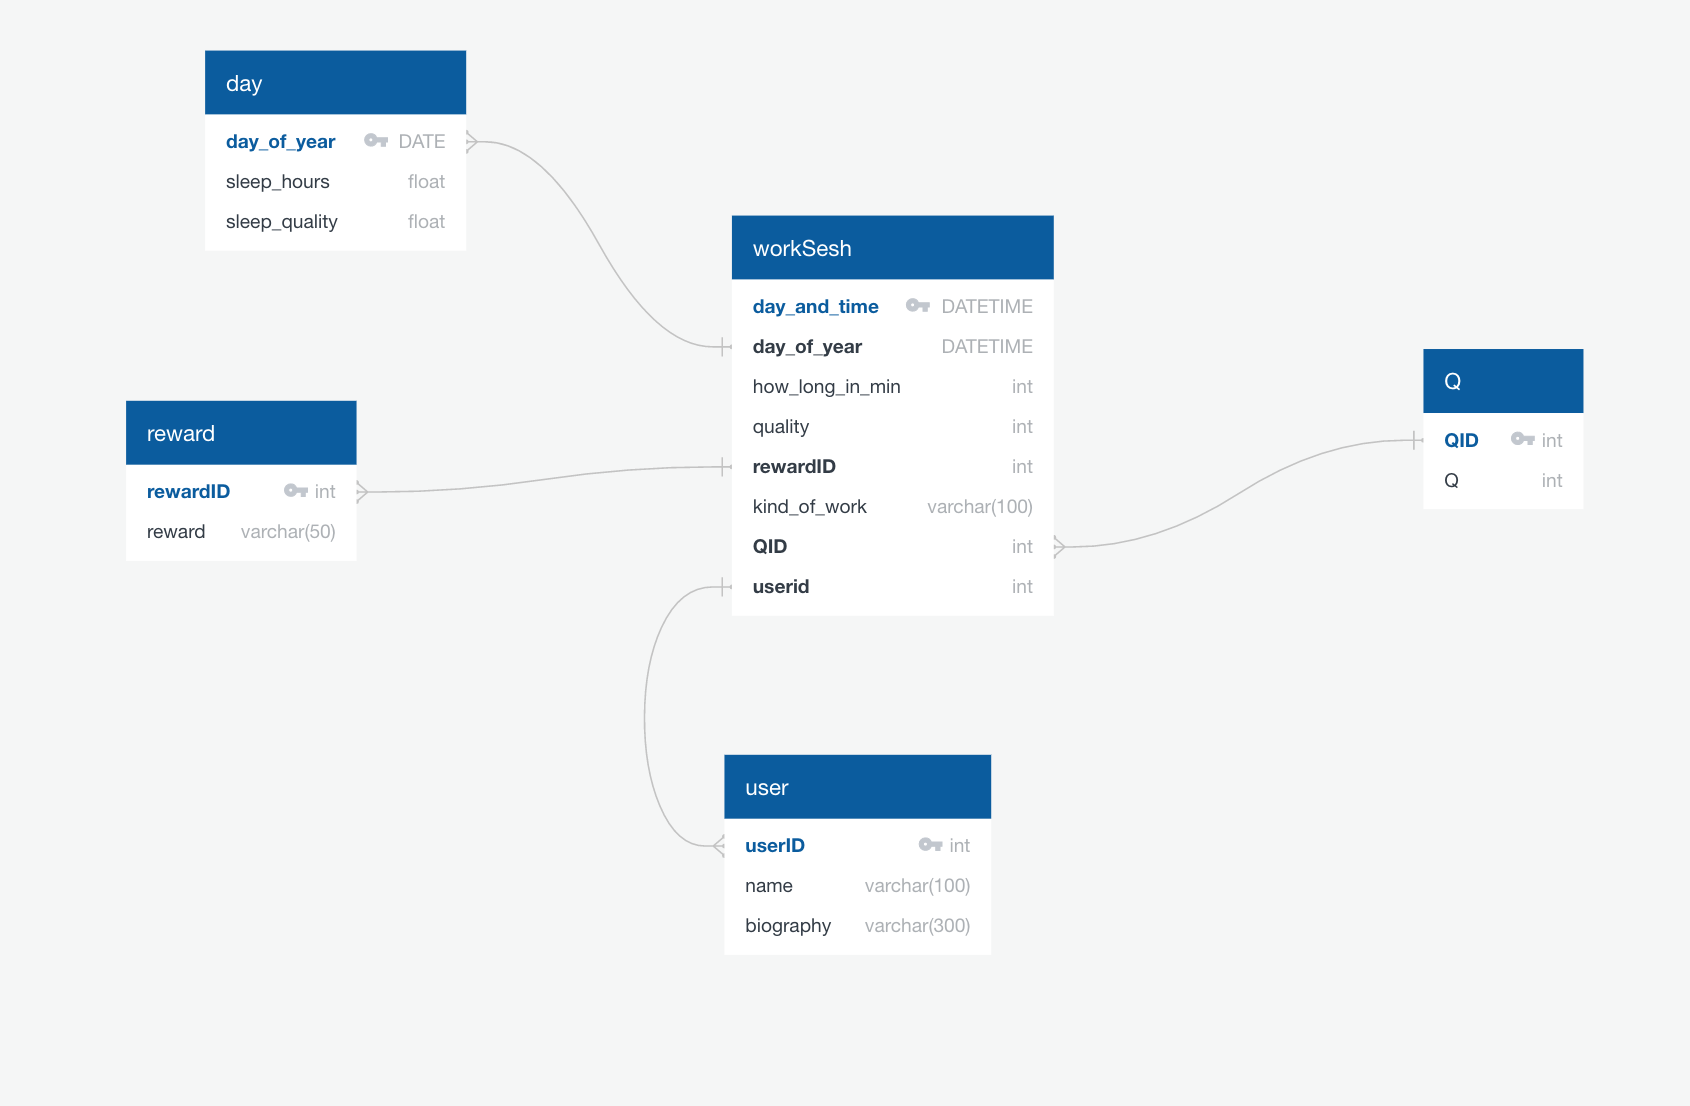 day
day_of_year DATE
sleep_hours float
sleep_quality float
workSesh
day_and_time DATETIME
day_of_year DATETIME
how_long_in_min int
quality int
rewardID int
kind_of_work varchar(100)
QID int
userid int
Q
QID int
Q int
reward
rewardID int
reward varchar(50)
user
userID int
name varchar(100)
biography varchar(300)